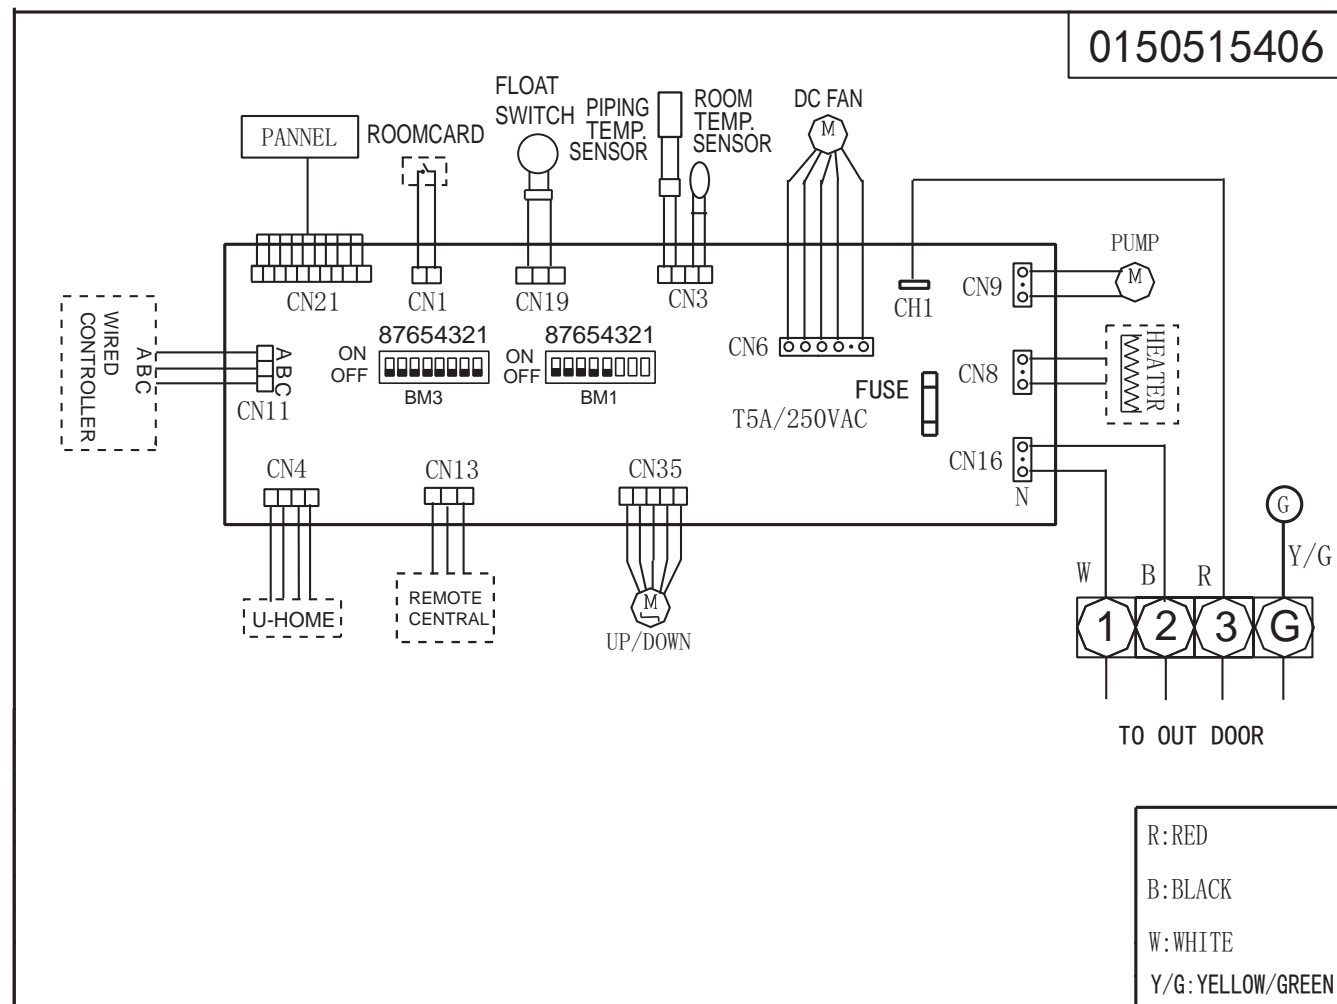 0150515406
FLOAT
SWITCH
PIPING
TEMP.
SENSOR
ROOM
TEMP.
SENSOR
DC FAN
M
PANNEL
ROOMCARD
CN21
CN1
CN19
CN3
CH1
CN9
PUMP
M
WIRED
CONTROLLER
A B C
A B C
CN11
87654321
ON
OFF
BM3
87654321
ON
OFF
BM1
CN6
FUSE
T5A/250VAC
CN8
HEATER
CN16
N
CN4
CN13
CN35
U-HOME
REMOTE
CENTRAL
M
UP/DOWN
G
Y/G
W B R
1 2 3 G
TO OUT DOOR
R:RED
B:BLACK
W:WHITE
Y/G:YELLOW/GREEN